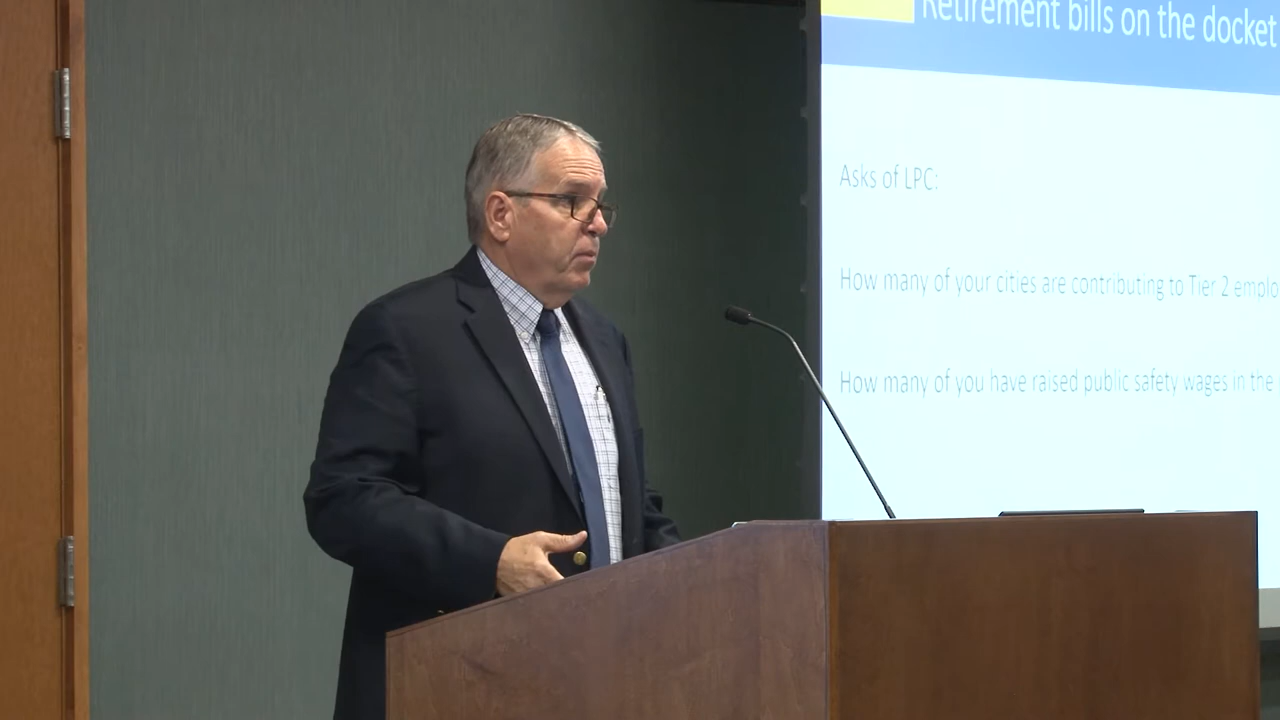 Retirement bills on the docket
Asks of LPC:
How many of your cities are contributing to Tier 2
How many of you have raised public safety wages in the